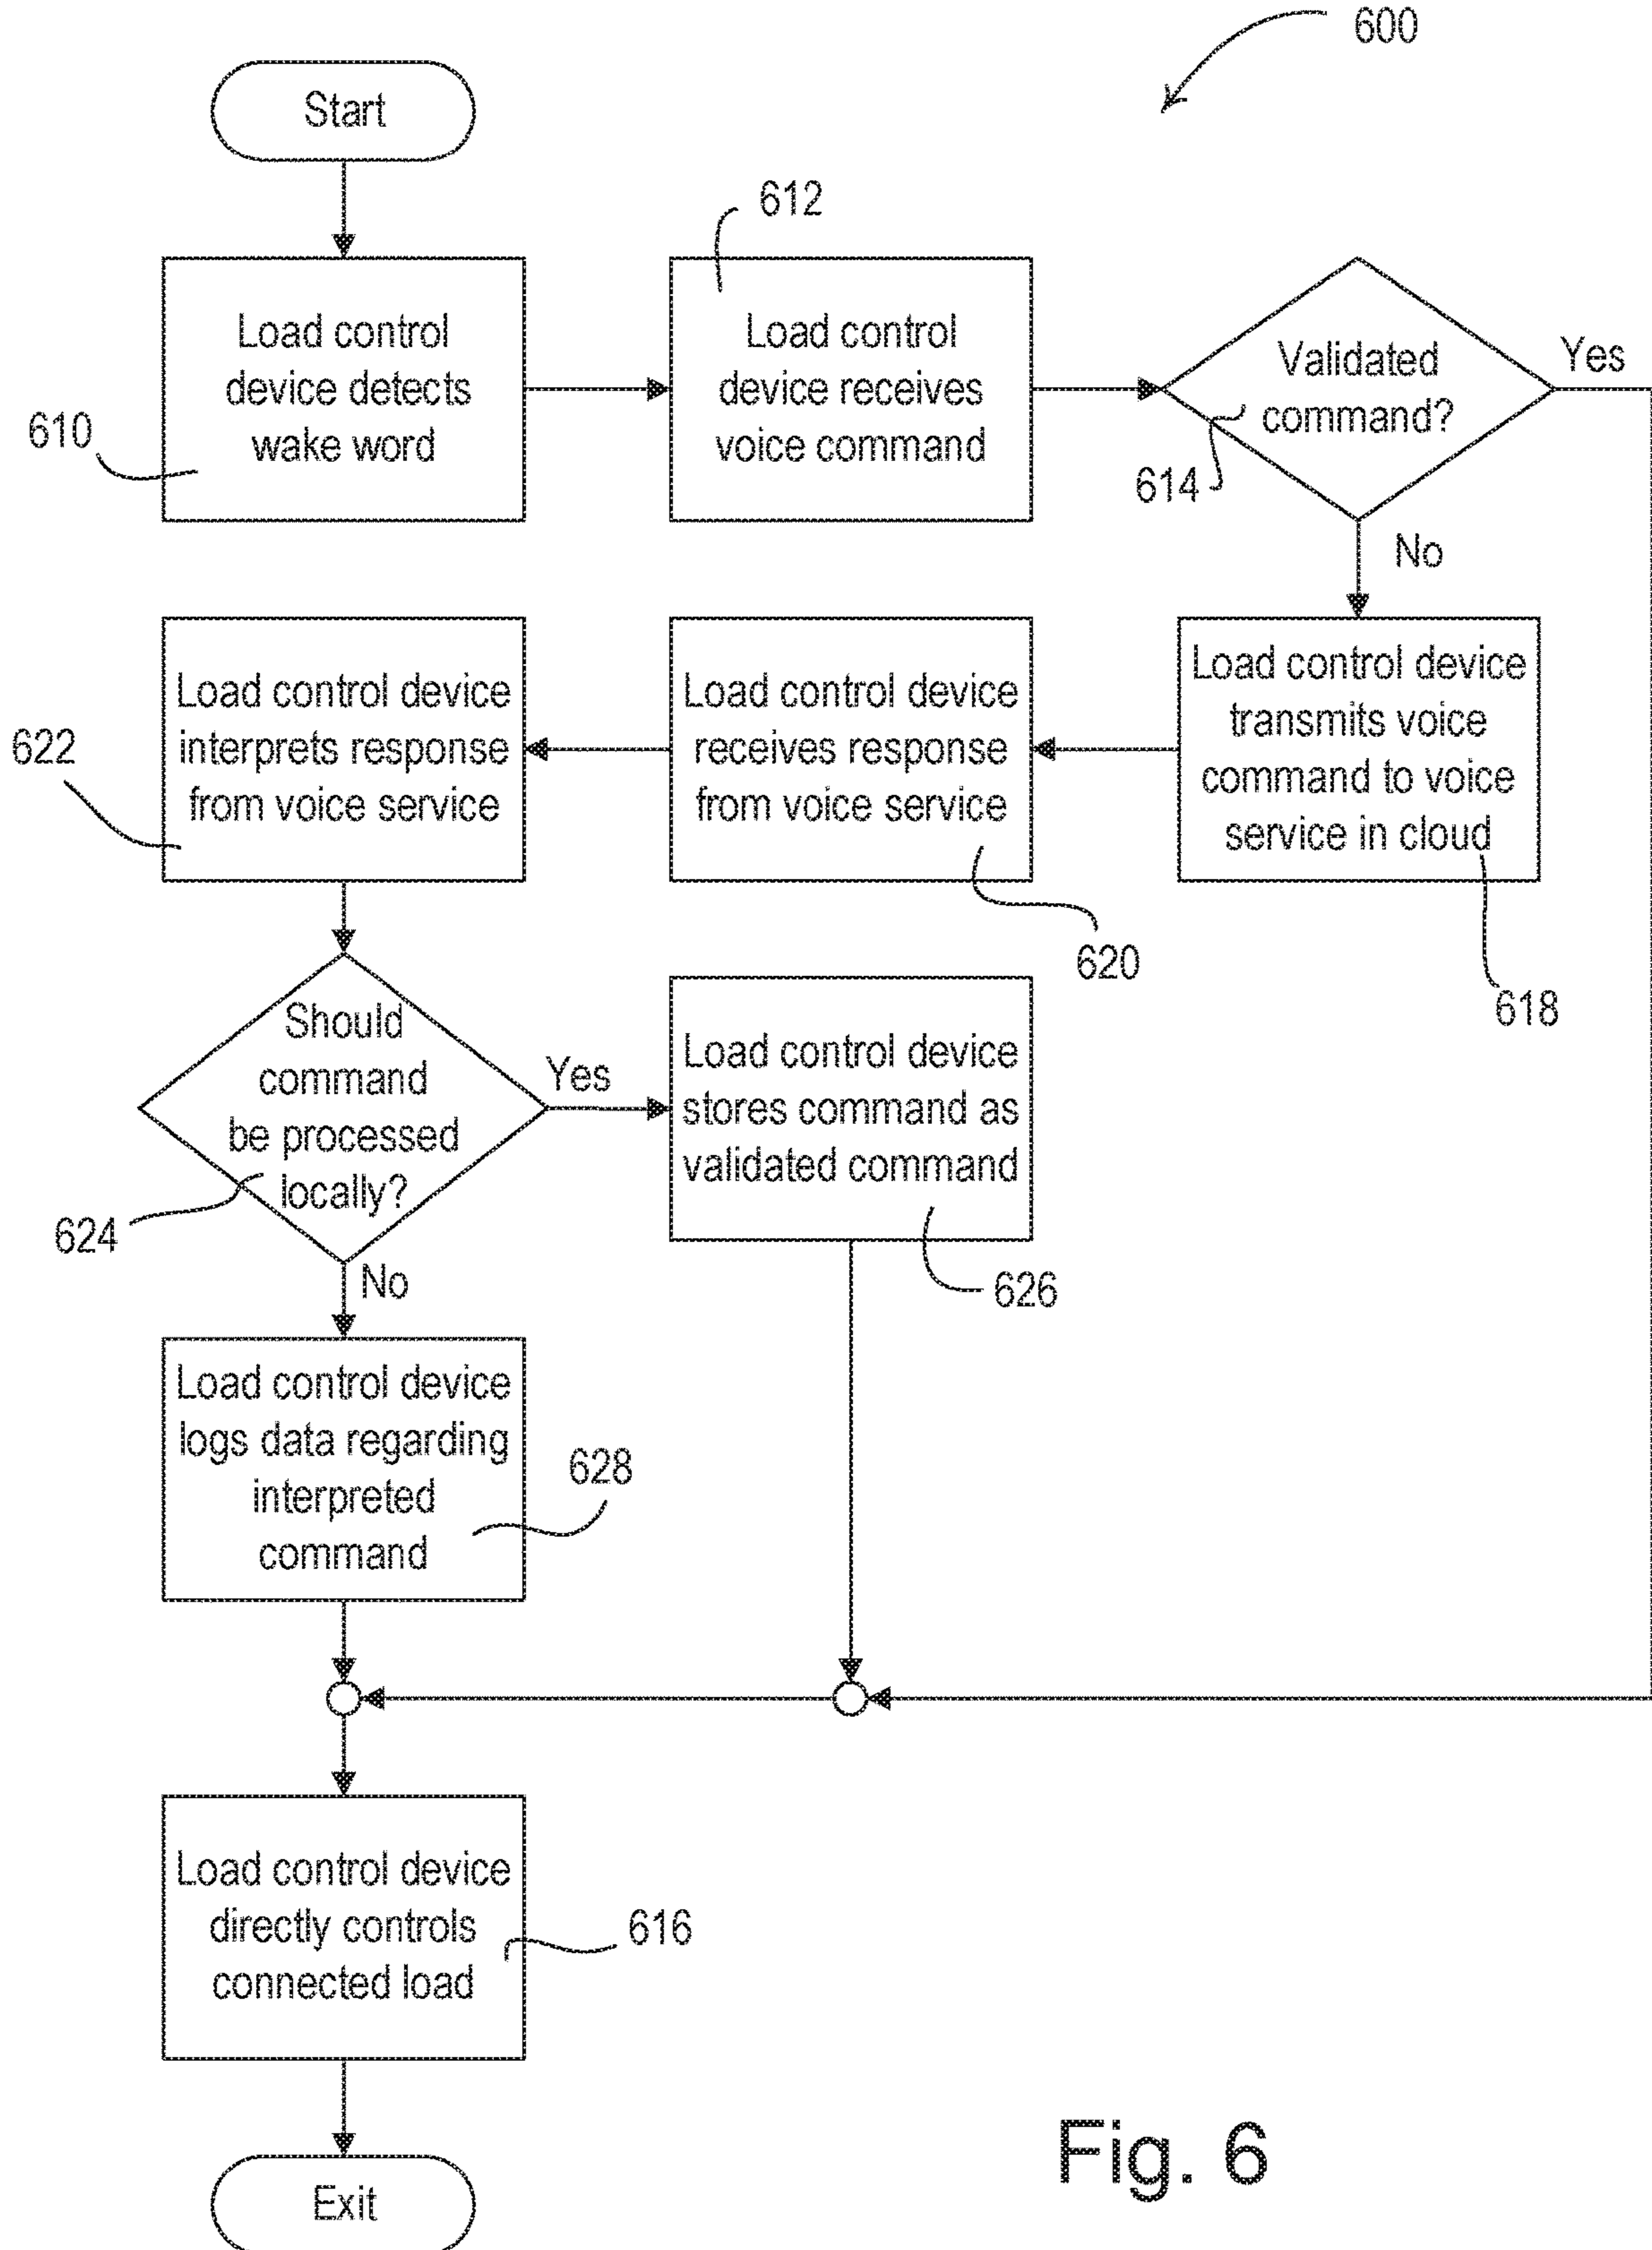 600
Start
612
Load control
device detects
wake word
610
Load control
device receives
voice command
Validated
command?
614
Yes
No
Load control device
interprets response
from voice service
622
Load control device
receives response
from voice service
620
Load control device
transmits voice
command to voice
service in cloud
618
Should
command
be processed
locally?
624
Yes
Load control device
stores command as
validated command
626
No
Load control device
logs data regarding
interpreted
command
628
Load control device
directly controls
connected load
616
Exit
Fig. 6